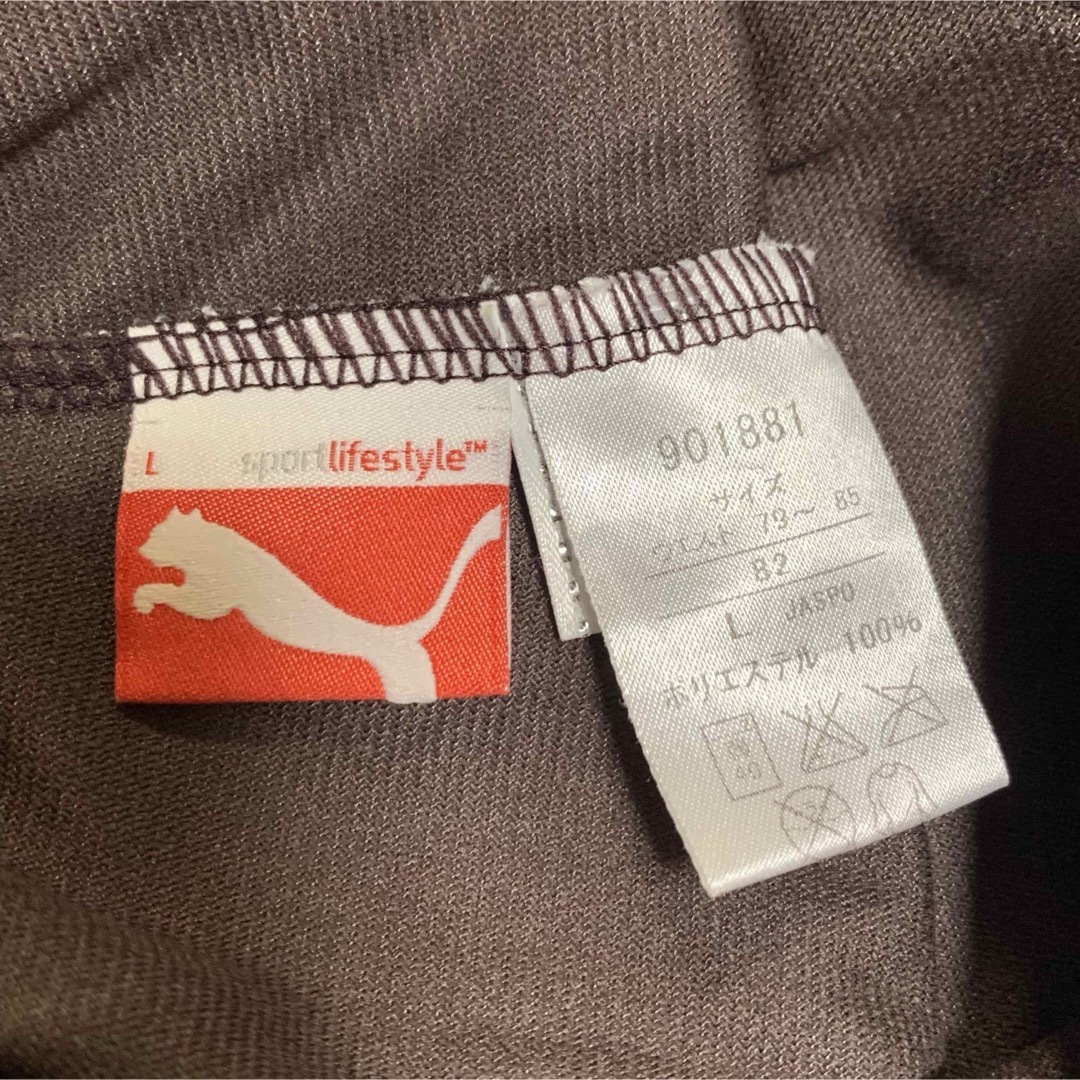 L sportlifestyle™
901881
サイズ
ウエスト 79～ 85
82
L JASPO
ポリエステル 100%
40